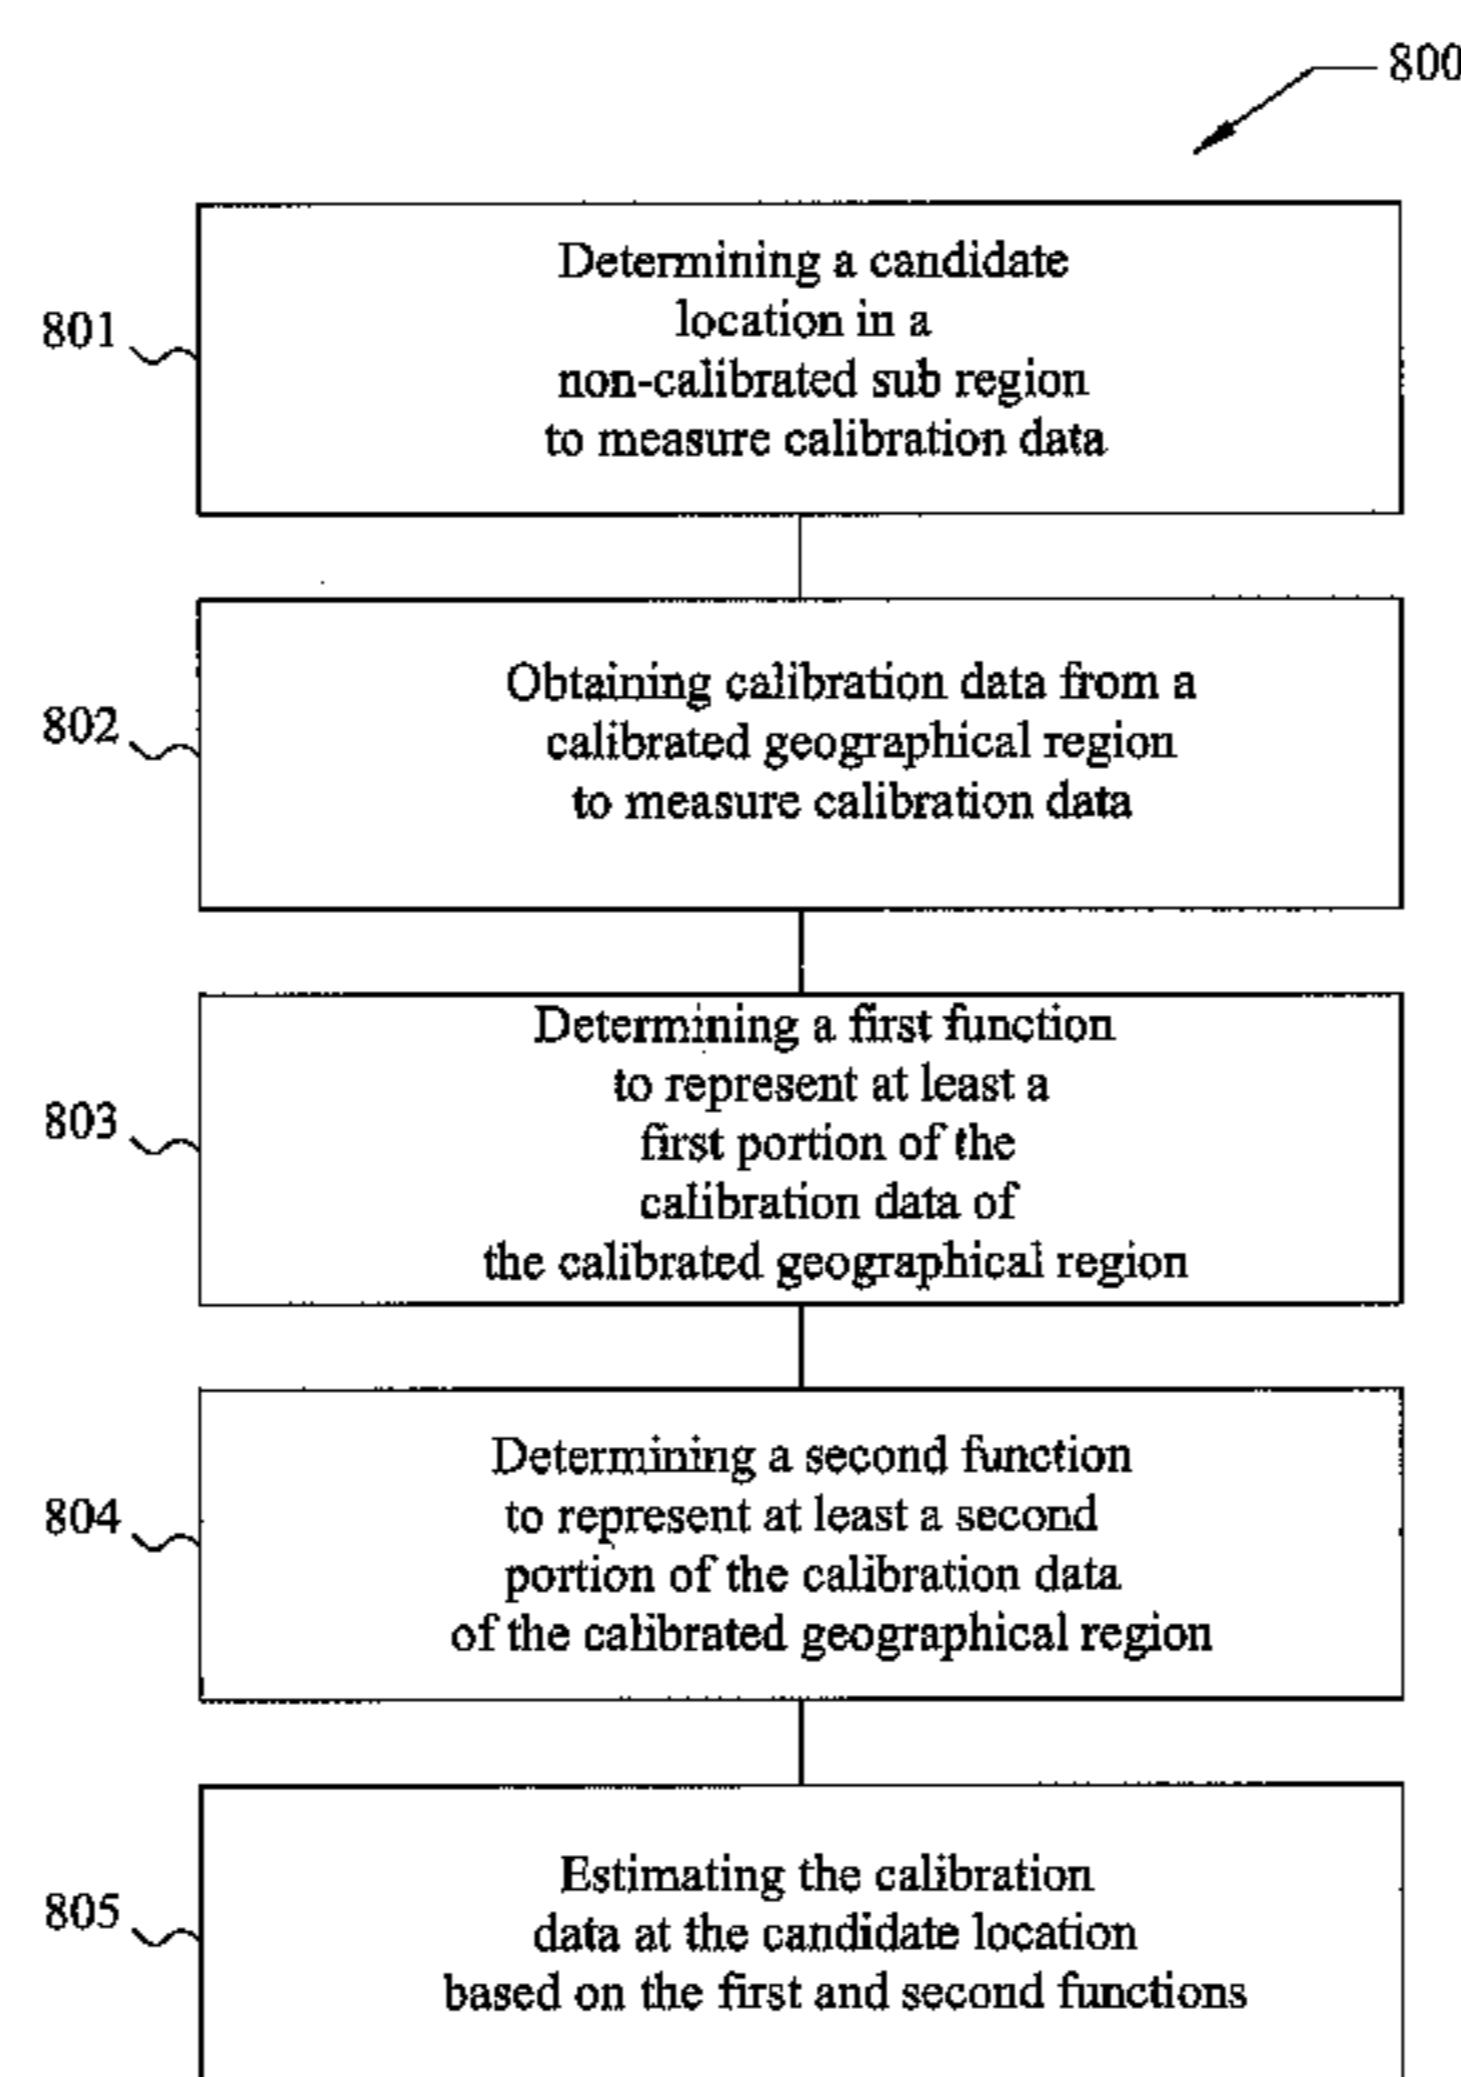 800
801
Determining a candidate
location in a
non-calibrated sub region
to measure calibration data
802
Obtaining calibration data from a
calibrated geographical region
to measure calibration data
803
Determining a first function
to represent at least a
first portion of the
calibration data of
the calibrated geographical region
804
Determining a second function
to represent at least a second
portion of the calibration data
of the calibrated geographical region
805
Estimating the calibration
data at the candidate location
based on the first and second functions